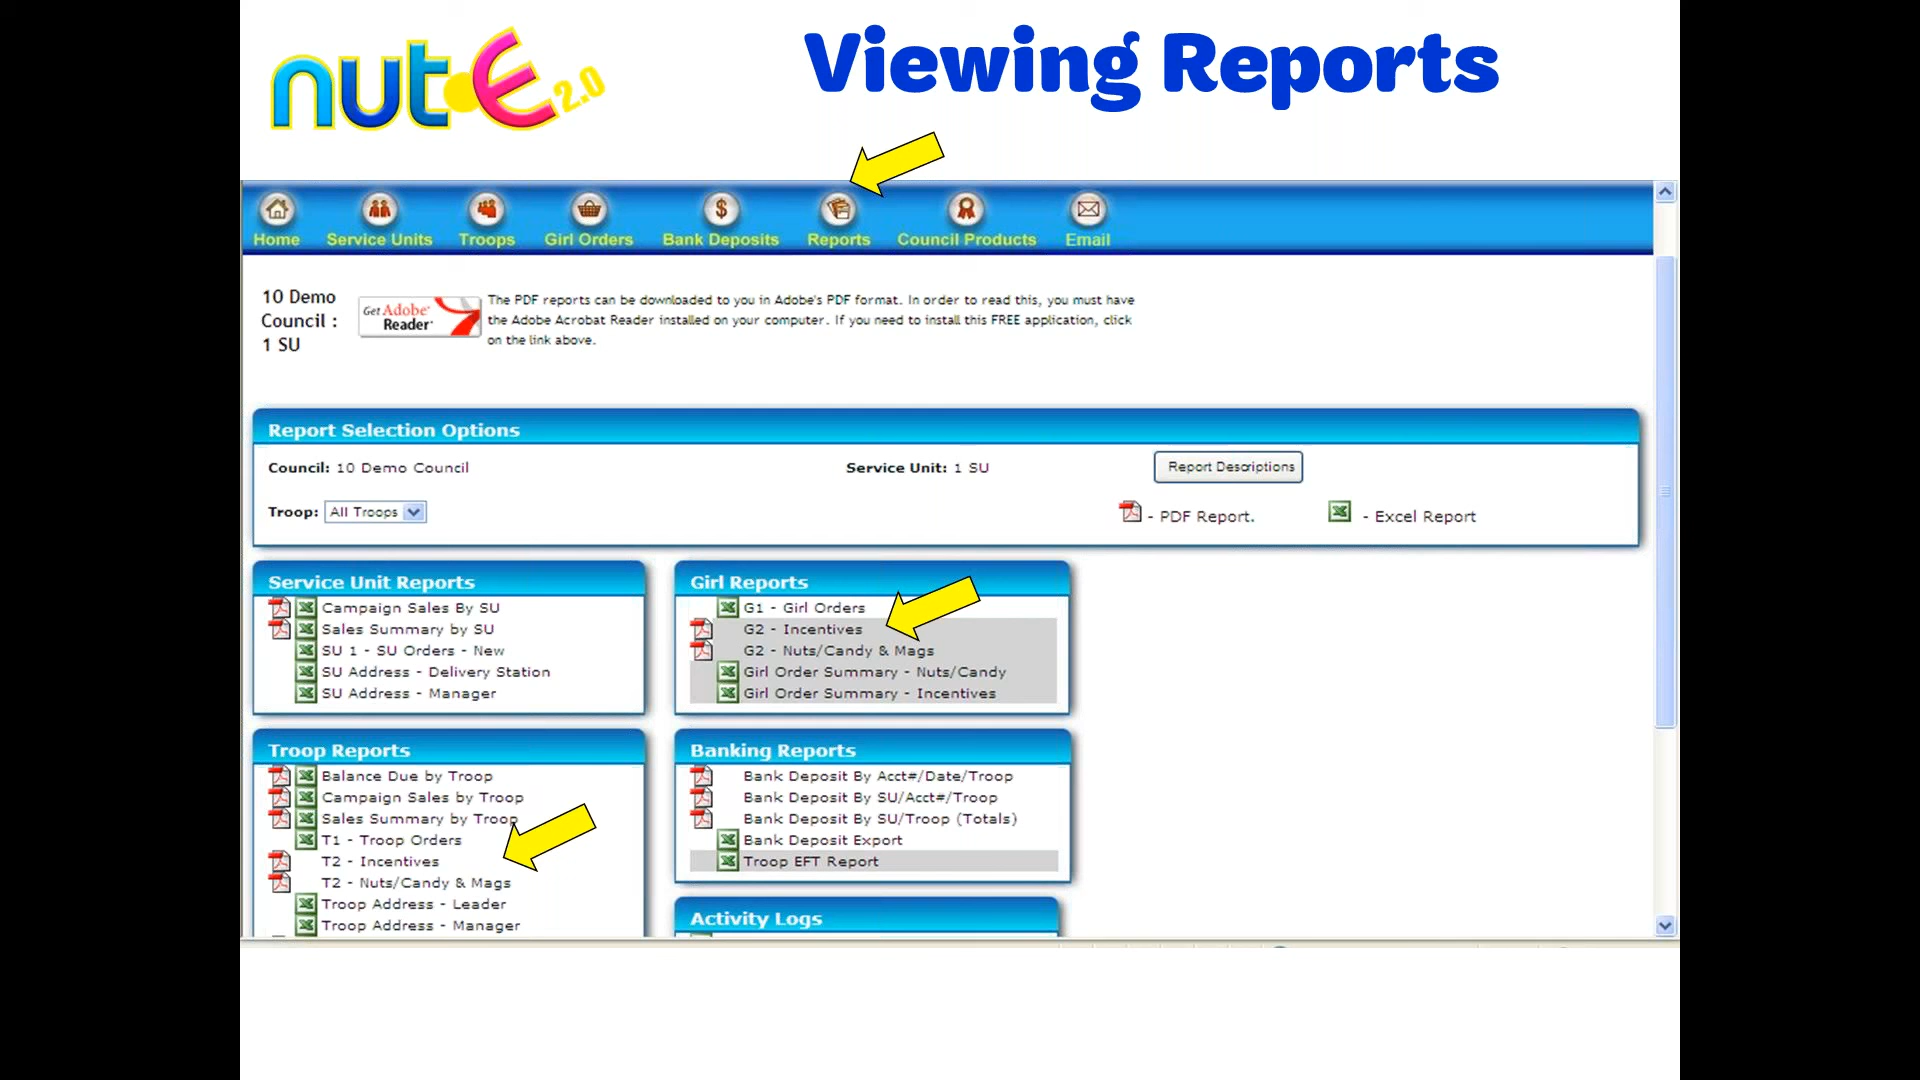 nut-E 2.0
Viewing Reports
Home Service Units Troops Girl Orders Bank Deposits Reports Council Products Email
10 Demo
Council :
1 SU
Get Adobe
Reader
The PDF reports can be downloaded to you in Adobe's PDF format. In order to read this, you must have
the Adobe Acrobat Reader installed on your computer. If you need to install this FREE application, click
on the link above.
Report Selection Options
Council: 10 Demo Council Service Unit: 1 SU Report Descriptions
Troop: All Troops - PDF Report. - Excel Report
Service Unit Reports
Campaign Sales By SU
Sales Summary by SU
SU 1 - SU Orders - New
SU Address - Delivery Station
SU Address - Manager
Girl Reports
G1 - Girl Orders
G2 - Incentives
G2 - Nuts/Candy & Mags
Girl Order Summary - Nuts/Candy
Girl Order Summary - Incentives
Troop Reports
Balance Due by Troop
Campaign Sales by Troop
Sales Summary by Troop
T1 - Troop Orders
T2 - Incentives
T2 - Nuts/Candy & Mags
Troop Address - Leader
Troop Address - Manager
Banking Reports
Bank Deposit By Acct#/Date/Troop
Bank Deposit By SU/Acct#/Troop
Bank Deposit By SU/Troop (Totals)
Bank Deposit Export
Troop EFT Report
Activity Logs